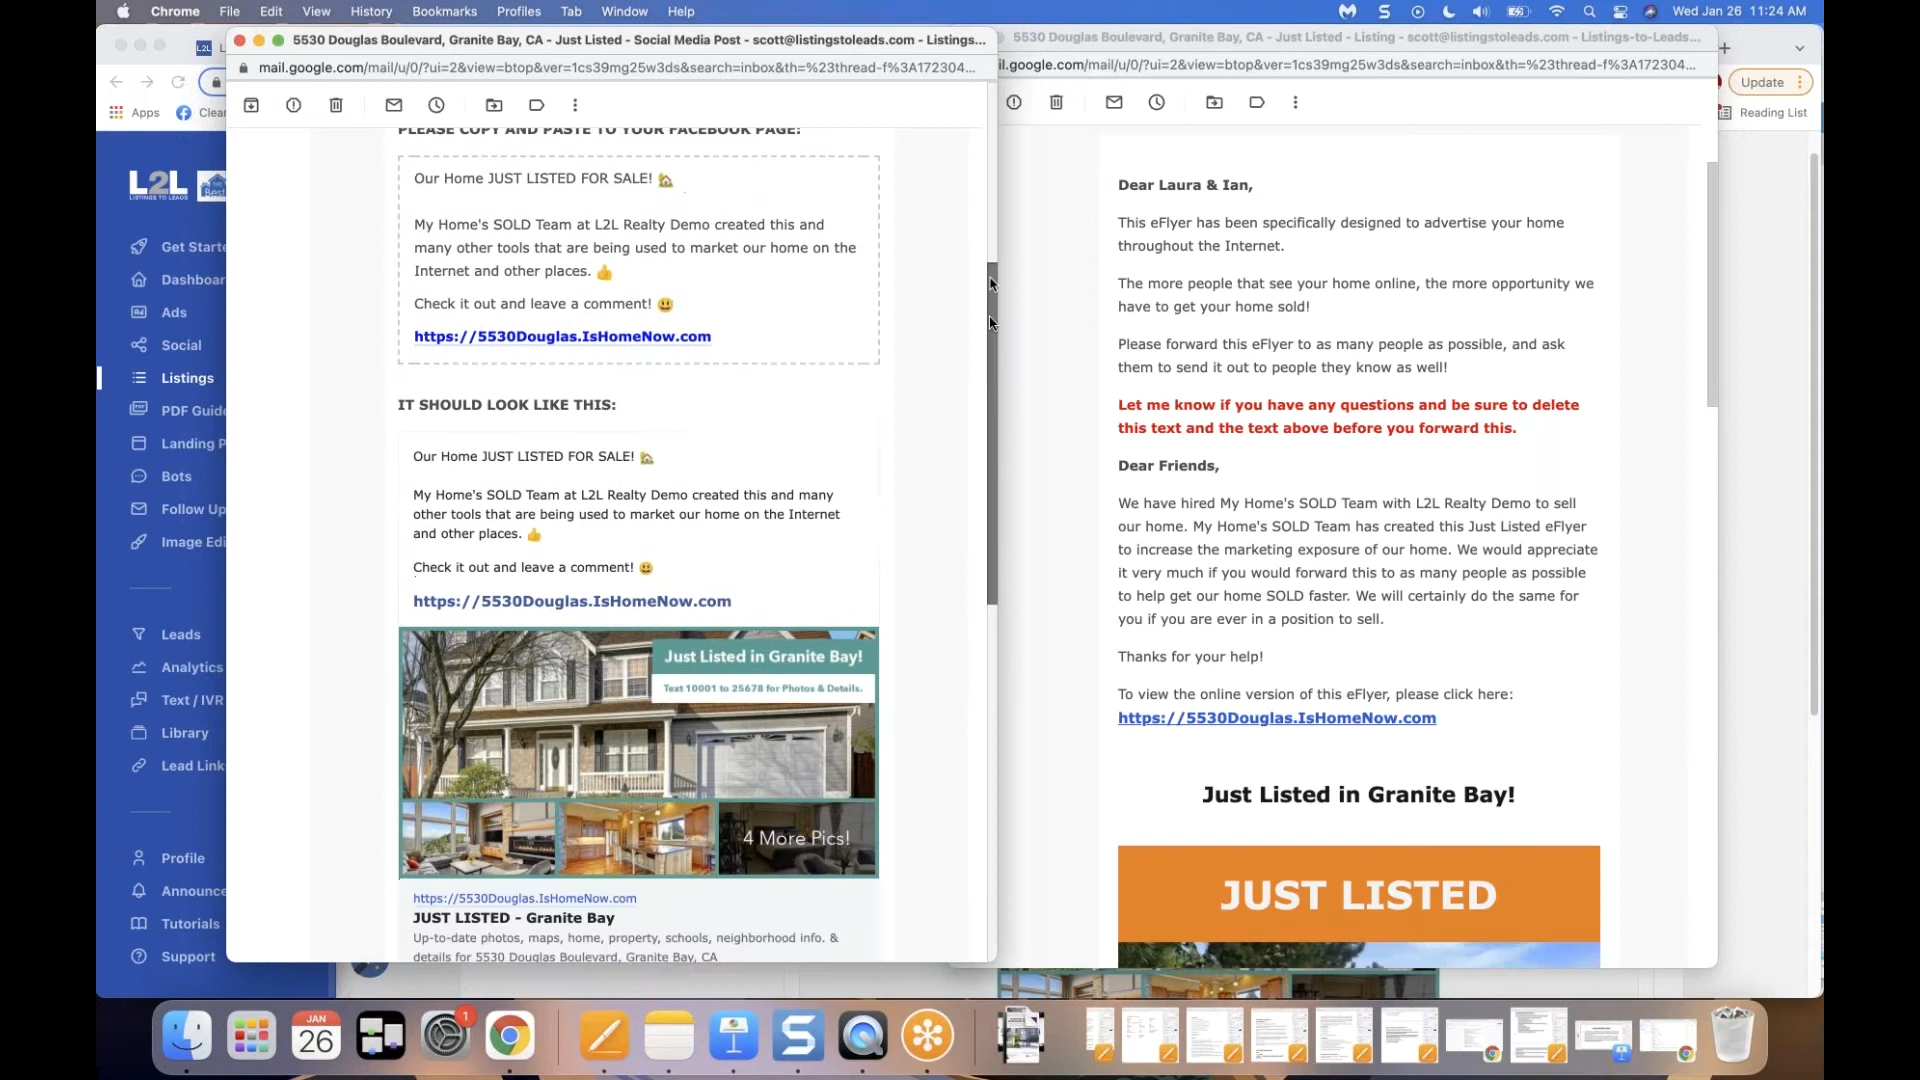 Chrome File Edit View History Bookmarks Profiles Tab Window Help
Wed Jan 26 11:24 AM
5530 Douglas Boulevard, Granite Bay, CA - Just Listed - Social Media Post - scott@listingstoleads.com - Listings...
mail.google.com/mail/u/0/?ui=2&view=btop&ver=1cs39mg25w3ds&search=inbox&th=%23thread-f%3A172304...
5530 Douglas Boulevard, Granite Bay, CA - Just Listed - Listing - scott@listingstoleads.com - Listings-to-Leads...
il.google.com/mail/u/0/?ui=2&view=btop&ver=1cs39mg25w3ds&search=inbox&th=%23thread-f%3A172304...
Update
Apps
Clear
Reading List
L2L
LISTINGS TO LEADS
Best
Get Starte
Dashboar
Ads
Social
Listings
PDF Guide
Landing P
Bots
Follow Up
Image Edi
Leads
Analytics
Text / IVR
Library
Lead Link
Profile
Announce
Tutorials
Support
PLEASE COPY AND PASTE TO YOUR FACEBOOK PAGE:
Our Home JUST LISTED FOR SALE! 🏡
My Home's SOLD Team at L2L Realty Demo created this and
many other tools that are being used to market our home on the
Internet and other places. 👍
Check it out and leave a comment! 😃
https://5530Douglas.IsHomeNow.com
IT SHOULD LOOK LIKE THIS:
Our Home JUST LISTED FOR SALE! 🏡
My Home's SOLD Team at L2L Realty Demo created this and many
other tools that are being used to market our home on the Internet
and other places. 👍
Check it out and leave a comment! 😃
https://5530Douglas.IsHomeNow.com
Just Listed in Granite Bay!
Text 10001 to 25678 for Photos & Details.
4 More Pics!
https://5530Douglas.IsHomeNow.com
JUST LISTED - Granite Bay
Up-to-date photos, maps, home, property, schools, neighborhood info. &
details for 5530 Douglas Boulevard, Granite Bay, CA
Dear Laura & Ian,
This eFlyer has been specifically designed to advertise your home
throughout the Internet.
The more people that see your home online, the more opportunity we
have to get your home sold!
Please forward this eFlyer to as many people as possible, and ask
them to send it out to people they know as well!
Let me know if you have any questions and be sure to delete
this text and the text above before you forward this.
Dear Friends,
We have hired My Home's SOLD Team with L2L Realty Demo to sell
our home. My Home's SOLD Team has created this Just Listed eFlyer
to increase the marketing exposure of our home. We would appreciate
it very much if you would forward this to as many people as possible
to help get our home SOLD faster. We will certainly do the same for
you if you are ever in a position to sell.
Thanks for your help!
To view the online version of this eFlyer, please click here:
https://5530Douglas.IsHomeNow.com
Just Listed in Granite Bay!
JUST LISTED
JAN
26
1